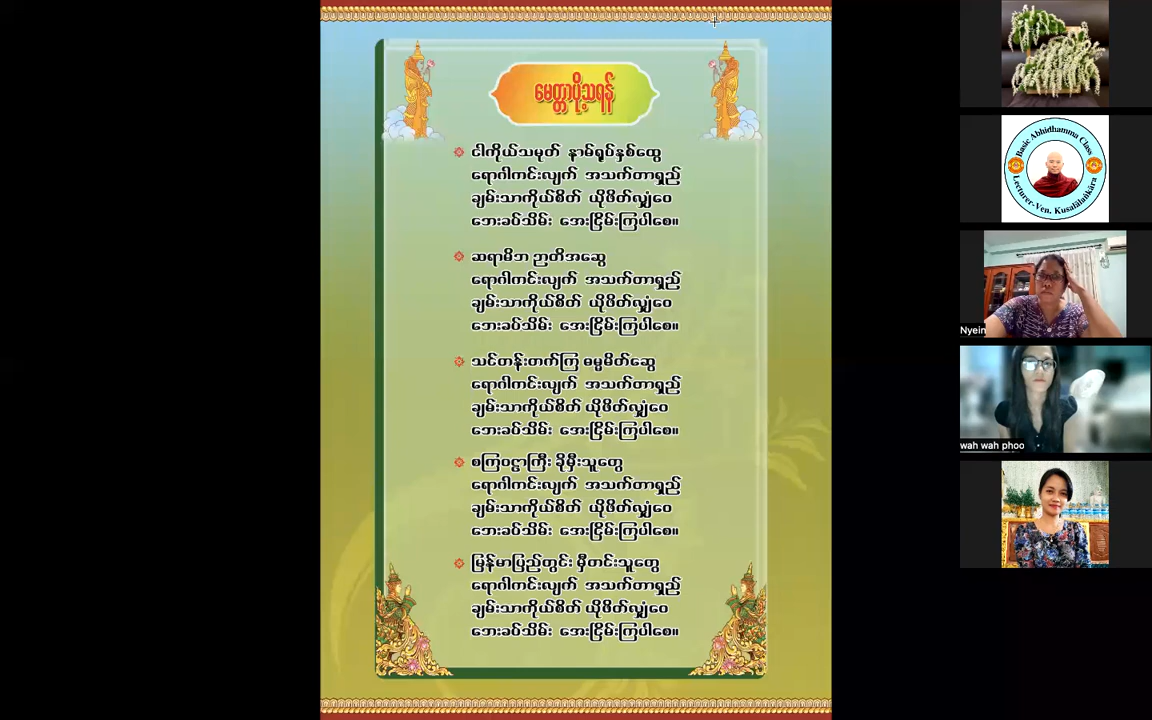 မေတ္တာပို့သရန်
ငါကိုယ်သမုတ် နာမ်ရုပ်နှစ်ထွေ
ရောဂါကင်းလျက် အသက်တာရှည်
ချမ်းသာကိုယ်စိတ် ယိုဖိတ်လျှံဝေ
ဘေးခပ်သိမ်း အေးငြိမ်းကြပါစေ။
ဆရာမိဘ ဉာတိအဆွေ
ရောဂါကင်းလျက် အသက်တာရှည်
ချမ်းသာကိုယ်စိတ် ယိုဖိတ်လျှံဝေ
ဘေးခပ်သိမ်း အေးငြိမ်းကြပါစေ။
သင်တန်းတက်ကြ ဓမ္မမိတ်ဆွေ
ရောဂါကင်းလျက် အသက်တာရှည်
ချမ်းသာကိုယ်စိတ် ယိုဖိတ်လျှံဝေ
ဘေးခပ်သိမ်း အေးငြိမ်းကြပါစေ။
စကြဝဠာကြီး ခိုမှီးသူတွေ
ရောဂါကင်းလျက် အသက်တာရှည်
ချမ်းသာကိုယ်စိတ် ယိုဖိတ်လျှံဝေ
ဘေးခပ်သိမ်း အေးငြိမ်းကြပါစေ။
မြန်မာပြည်တွင်း မှီတင်းသူတွေ
ရောဂါကင်းလျက် အသက်တာရှည်
ချမ်းသာကိုယ်စိတ် ယိုဖိတ်လျှံဝေ
ဘေးခပ်သိမ်း အေးငြိမ်းကြပါစေ။
Basic Abhidhamma Class
Lecturer-Ven. Kusalālaṅkāra
Nyein
wah wah phoo